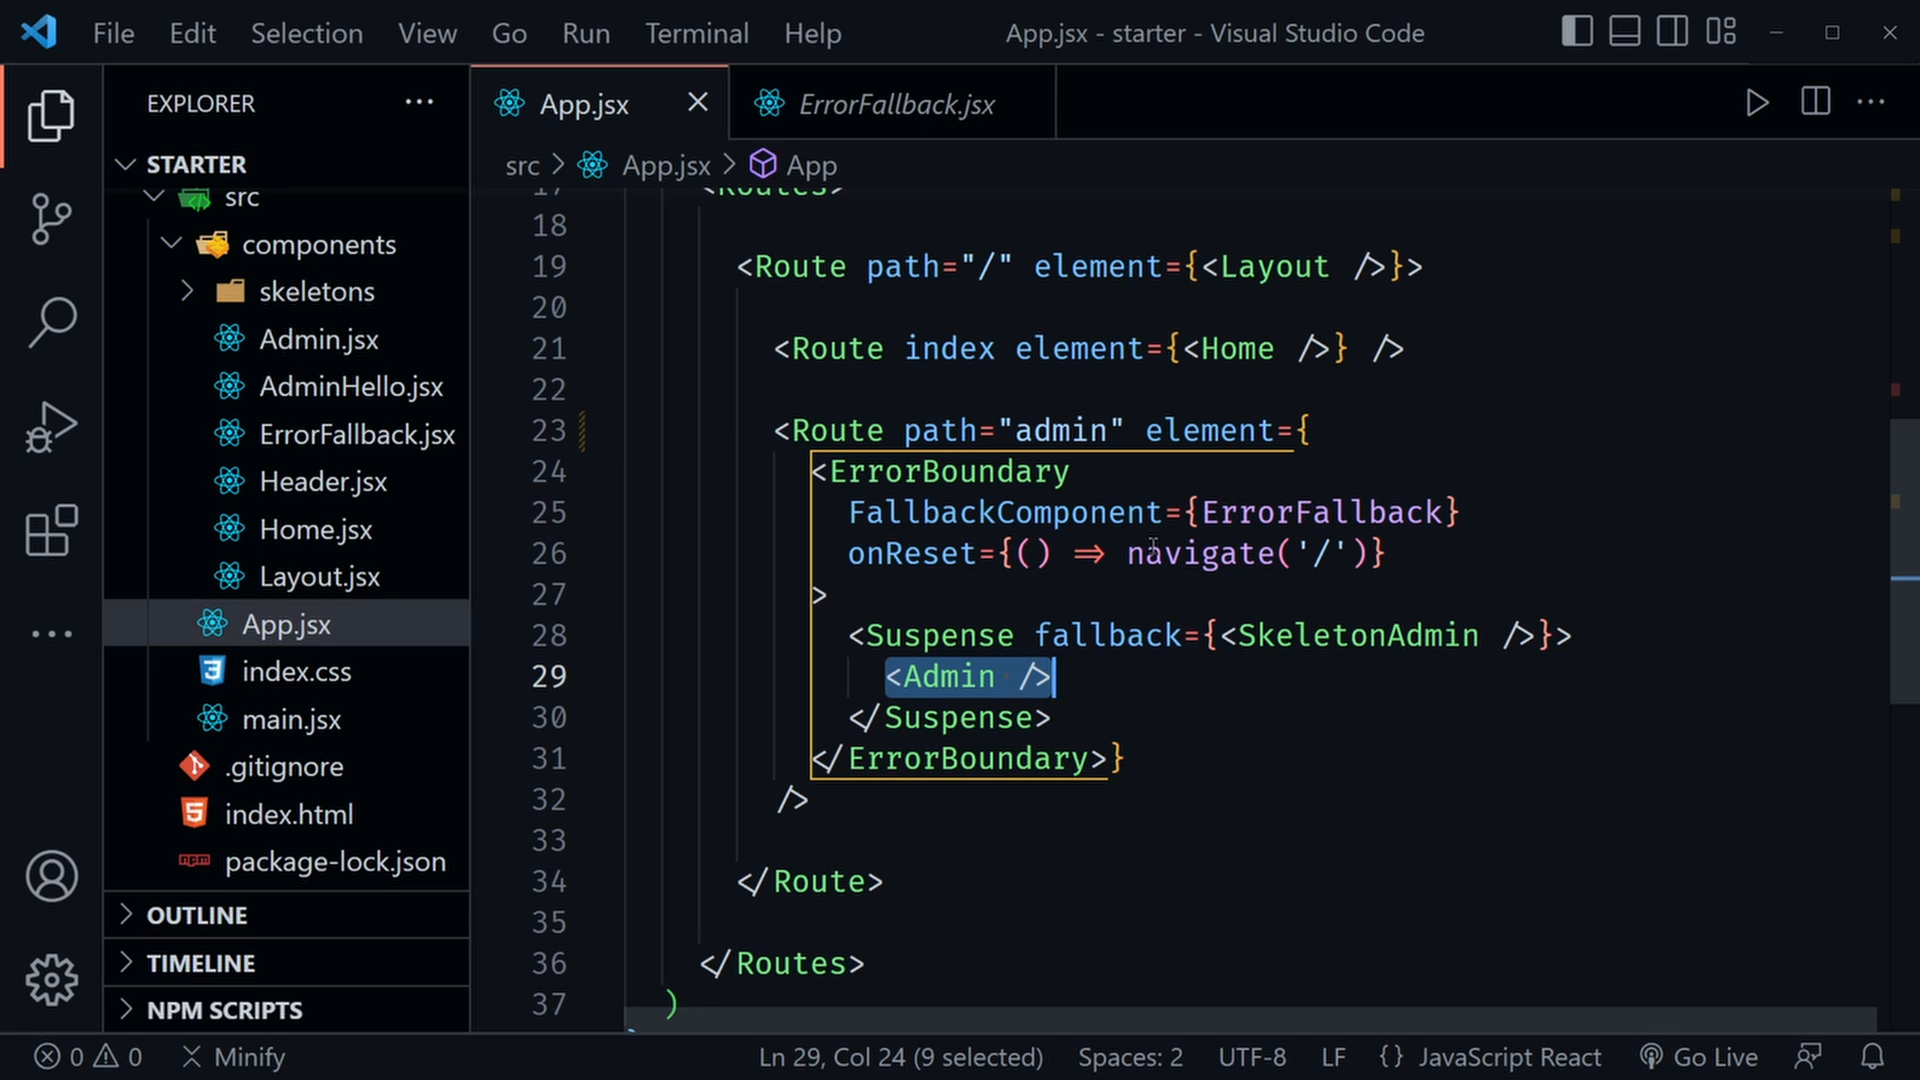 File Edit Selection View Go Run Terminal Help App.jsx - starter - Visual Studio Code
EXPLORER
App.jsx
ErrorFallback.jsx
STARTER
src > App.jsx > App
src
components
skeletons
Admin.jsx
AdminHello.jsx
ErrorFallback.jsx
Header.jsx
Home.jsx
Layout.jsx
App.jsx
index.css
main.jsx
.gitignore
index.html
package-lock.json
OUTLINE
TIMELINE
NPM SCRIPTS
17 <Routes>
18
19 <Route path="/" element={<Layout />}>
20
21 <Route index element={<Home />} />
22
23 <Route path="admin" element={
24 <ErrorBoundary
25 FallbackComponent={ErrorFallback}
26 onReset={() => navigate('/')}
27 >
28 <Suspense fallback={<SkeletonAdmin />}>
29 <Admin />
30 </Suspense>
31 </ErrorBoundary>}
32 />
33
34 </Route>
35
36 </Routes>
37 )
0 0 Minify Ln 29, Col 24 (9 selected) Spaces: 2 UTF-8 LF {} JavaScript React Go Live